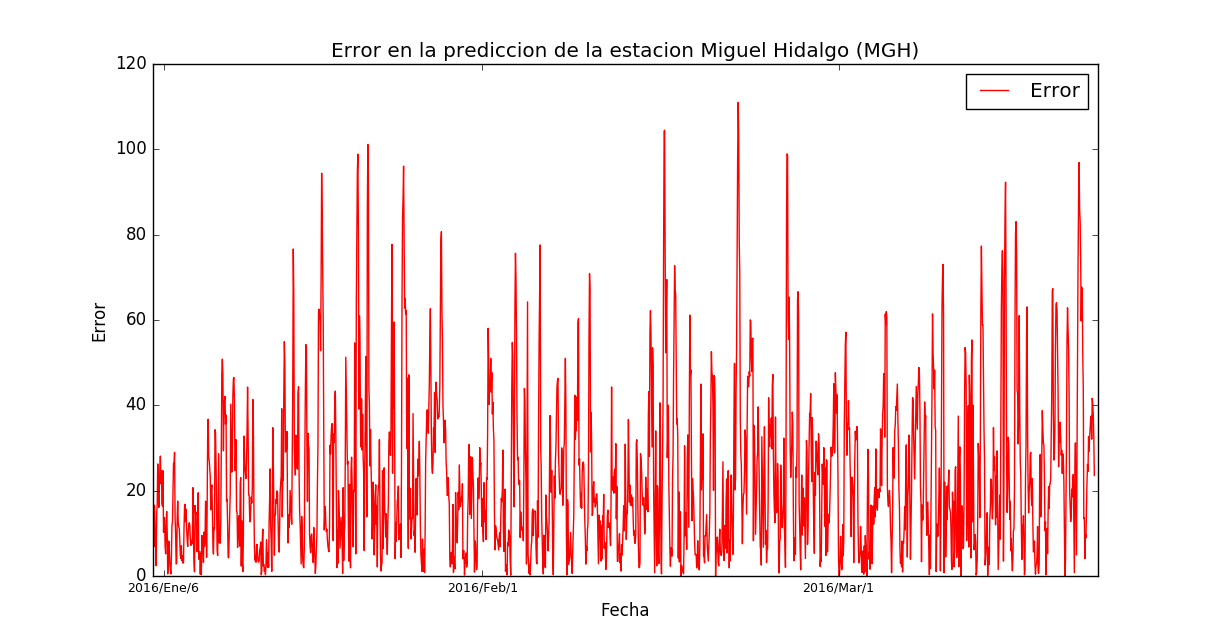 Error en la prediccion de la estacion Miguel Hidalgo (MGH)
120
100
80
60
40
20
0
Error
Error
2016/Ene/6
2016/Feb/1
2016/Mar/1
Fecha